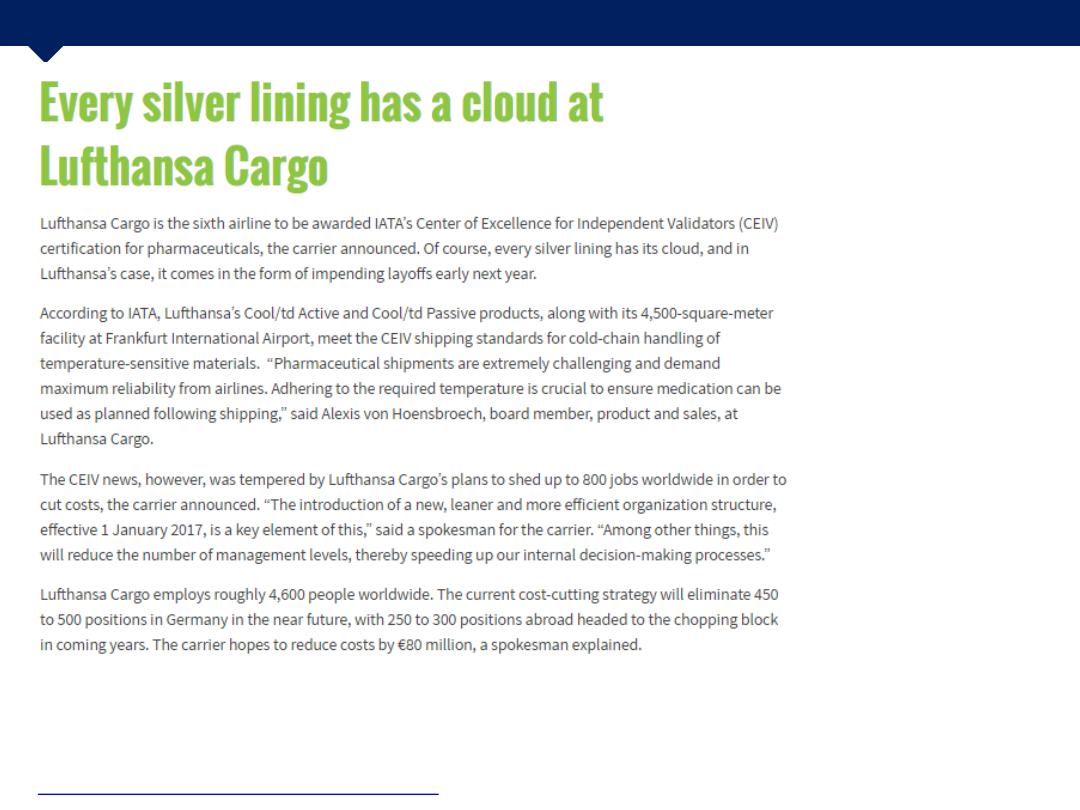 Every silver lining has a cloud at
Lufthansa Cargo
Lufthansa Cargo is the sixth airline to be awarded IATA’s Center of Excellence for Independent Validators (CEIV)
certification for pharmaceuticals, the carrier announced. Of course, every silver lining has its cloud, and in
Lufthansa’s case, it comes in the form of impending layoffs early next year.
According to IATA, Lufthansa’s Cool/td Active and Cool/td Passive products, along with its 4,500-square-meter
facility at Frankfurt International Airport, meet the CEIV shipping standards for cold-chain handling of
temperature-sensitive materials.  “Pharmaceutical shipments are extremely challenging and demand
maximum reliability from airlines. Adhering to the required temperature is crucial to ensure medication can be
used as planned following shipping,” said Alexis von Hoensbroech, board member, product and sales, at
Lufthansa Cargo.
The CEIV news, however, was tempered by Lufthansa Cargo’s plans to shed up to 800 jobs worldwide in order to
cut costs, the carrier announced. “The introduction of a new, leaner and more efficient organization structure,
effective 1 January 2017, is a key element of this,” said a spokesman for the carrier. “Among other things, this
will reduce the number of management levels, thereby speeding up our internal decision-making processes.”
Lufthansa Cargo employs roughly 4,600 people worldwide. The current cost-cutting strategy will eliminate 450
to 500 positions in Germany in the near future, with 250 to 300 positions abroad headed to the chopping block
in coming years. The carrier hopes to reduce costs by €80 million, a spokesman explained.